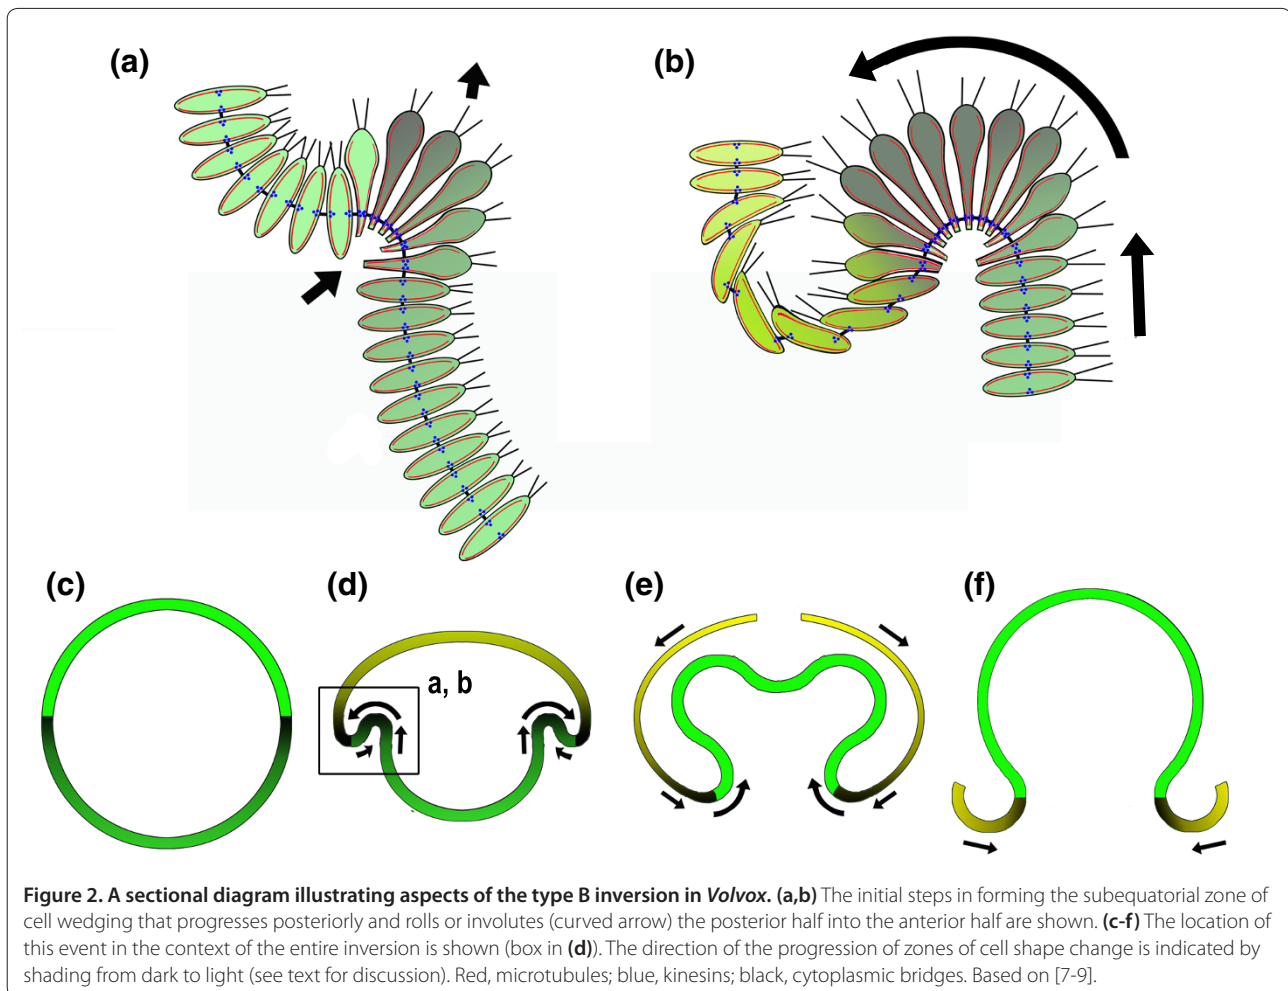 (a)
(b)
(c)
(d)
(e)
(f)
a, b
Figure 2. A sectional diagram illustrating aspects of the type B inversion in Volvox. (a,b) The initial steps in forming the subequatorial zone of
cell wedging that progresses posteriorly and rolls or involutes (curved arrow) the posterior half into the anterior half are shown. (c-f) The location of
this event in the context of the entire inversion is shown (box in (d)). The direction of the progression of zones of cell shape change is indicated by
shading from dark to light (see text for discussion). Red, microtubules; blue, kinesins; black, cytoplasmic bridges. Based on [7-9].